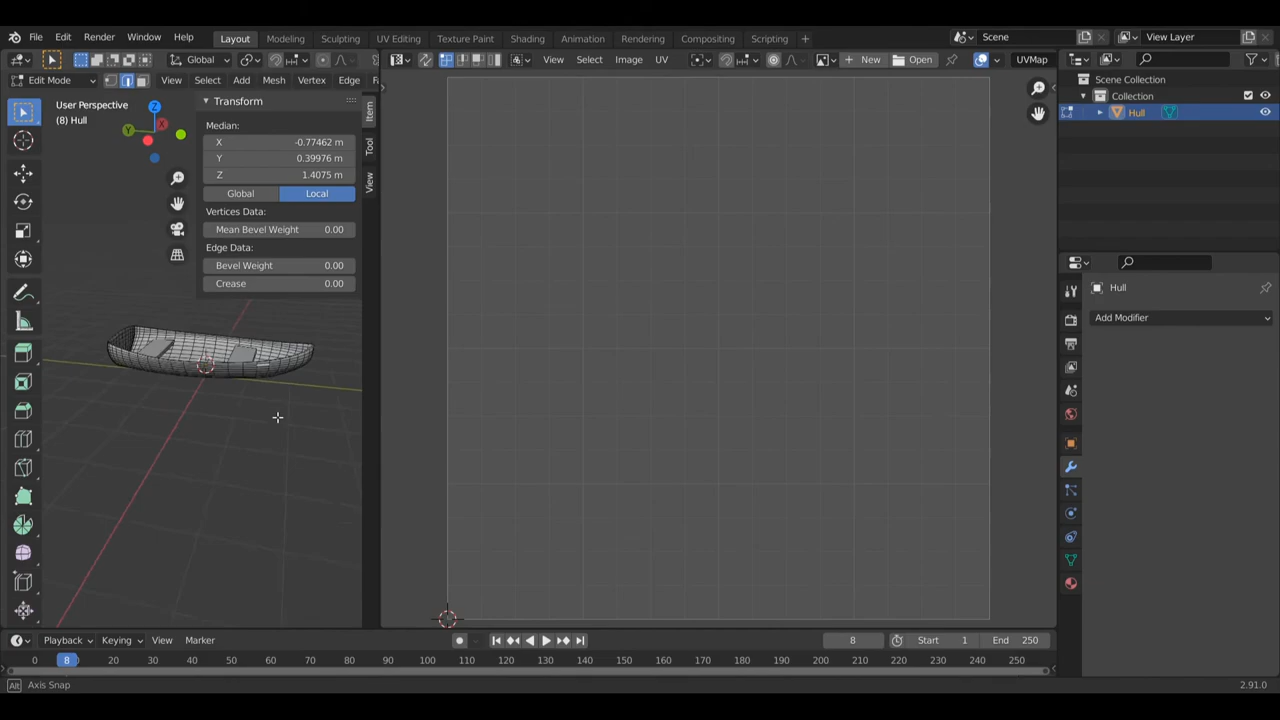 File Edit Render Window Help Layout Modeling Sculpting UV Editing Texture Paint Shading Animation Rendering Compositing Scripting + Scene View Layer
Global View Select Image UV New Open UVMap
Edit Mode View Select Add Mesh Vertex Edge Scene Collection
Collection
User Perspective
(8) Hull
Transform
Item
Hull
Median:
X -0.77462 m
Y 0.39976 m
Tool
Z 1.4075 m
View
Global Local
Vertices Data:
Mean Bevel Weight 0.00
Edge Data:
Bevel Weight 0.00
Crease 0.00
Hull
Add Modifier
X
Y
Z
Playback Keying View Marker 8 Start 1 End 250
0 8 20 30 40 50 60 70 80 90 100 110 120 130 140 150 160 170 180 190 200 210 220 230 240 250
Alt Axis Snap 2.91.0